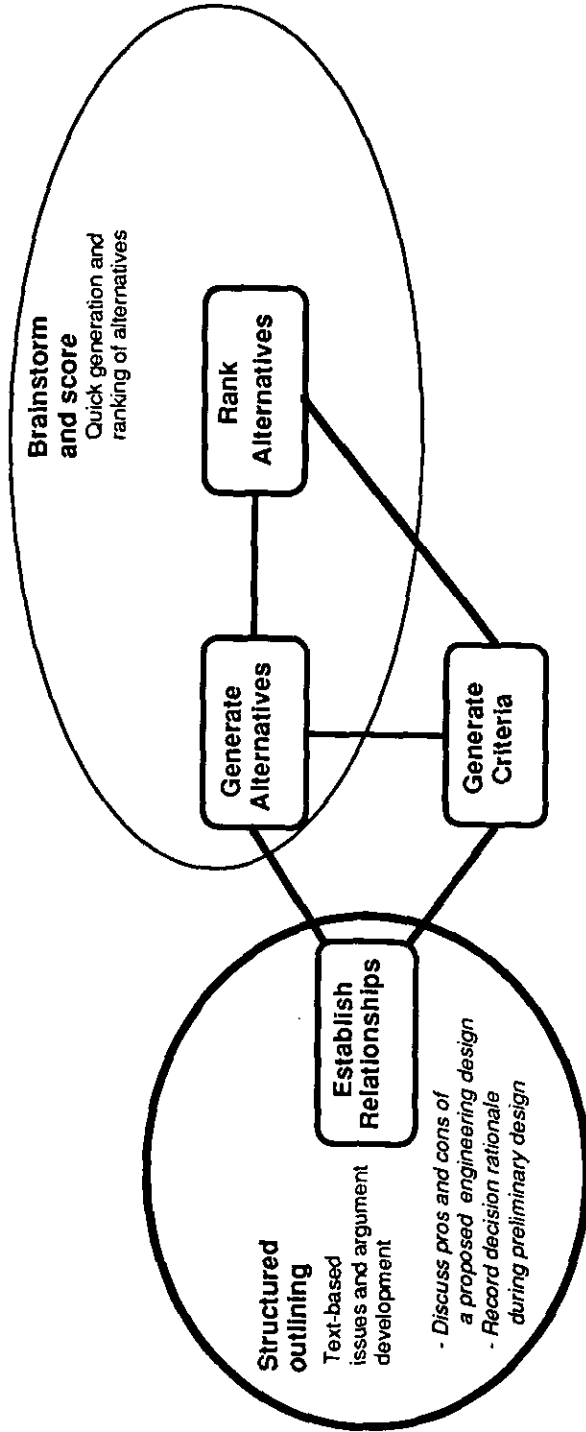 Structured
outlining
Text-based
issues and argument
development
- Discuss pros and cons of
a proposed engineering design
- Record decision rationale
during preliminary design
Establish
Relationships
Brainstorm
and score
Quick generation and
ranking of alternatives
Generate
Alternatives
Rank
Alternatives
Generate
Criteria